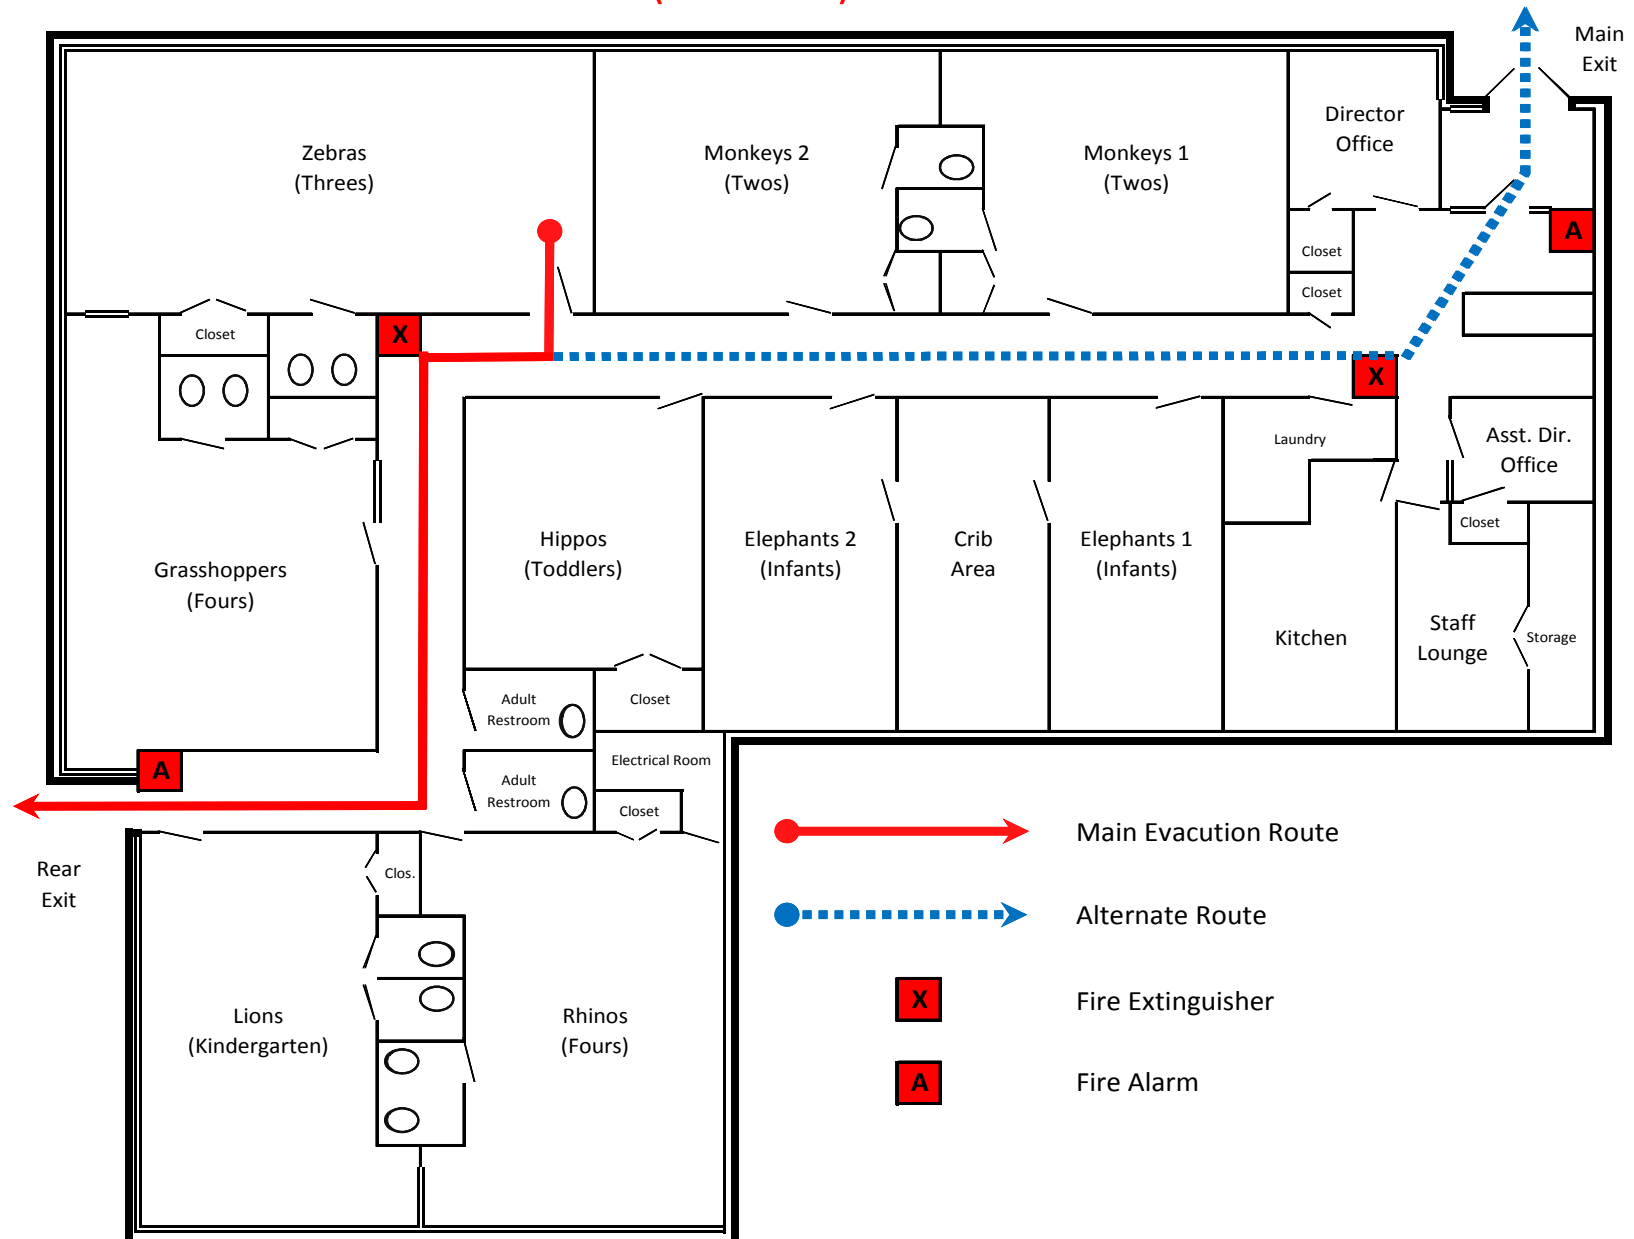 Main
Exit
Zebras
(Threes)
Monkeys 2
(Twos)
Monkeys 1
(Twos)
Director
Office
A
Closet
Closet
Closet
X
X
Laundry
Asst. Dir.
Office
Closet
Grasshoppers
(Fours)
Hippos
(Toddlers)
Elephants 2
(Infants)
Crib
Area
Elephants 1
(Infants)
Kitchen
Staff
Lounge
Storage
Adult
Restroom
Closet
Electrical Room
A
Adult
Restroom
Closet
Rear
Exit
Clos.
Lions
(Kindergarten)
Rhinos
(Fours)
Main Evacution Route
Alternate Route
X
Fire Extinguisher
A
Fire Alarm